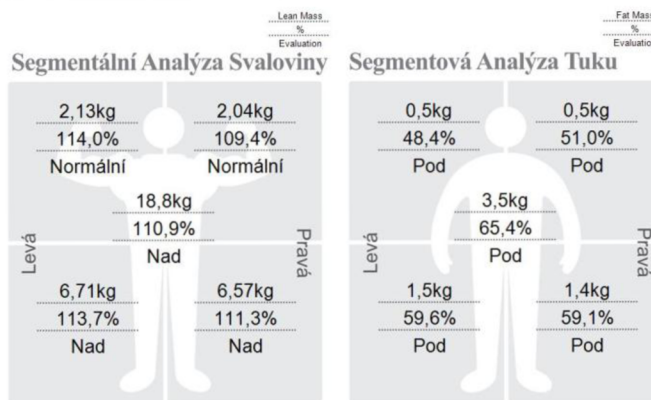 Lean Mass
%
Evaluation
Segmentální Analýza Svaloviny
2,13kg
114,0%
Normální
2,04kg
109,4%
Normální
18,8kg
110,9%
Nad
Levá
Pravá
6,71kg
113,7%
Nad
6,57kg
111,3%
Nad
Fat Mass
%
Evaluation
Segmentová Analýza Tuku
0,5kg
48,4%
Pod
0,5kg
51,0%
Pod
3,5kg
65,4%
Pod
Levá
Pravá
1,5kg
59,6%
Pod
1,4kg
59,1%
Pod